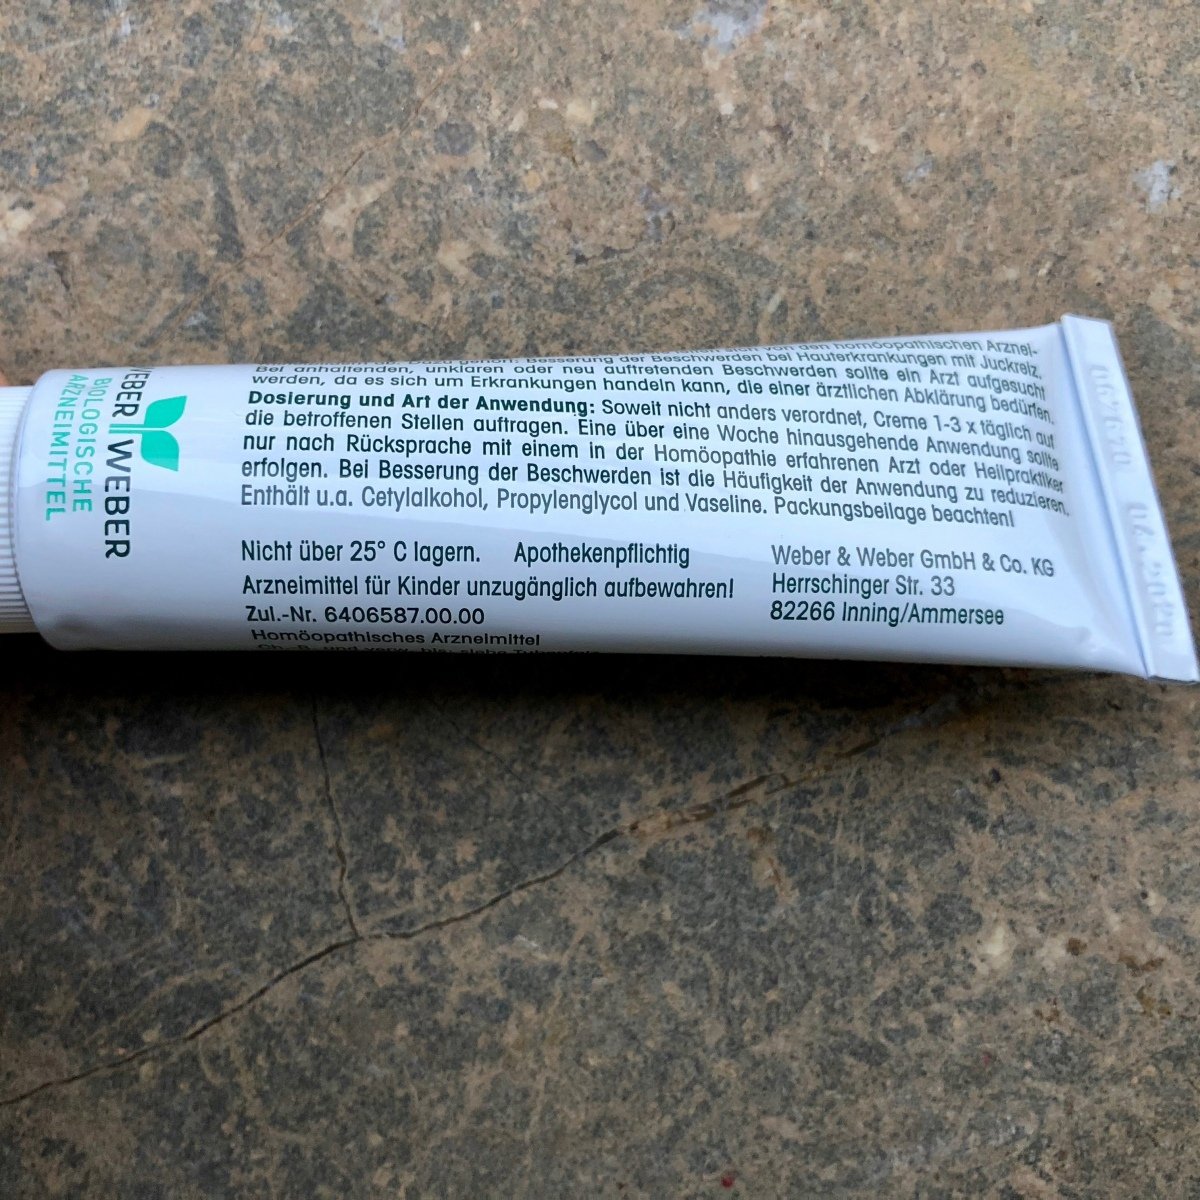 von den homöopathischen Arznei-
Besserung der Beschwerden bei Hauterkrankungen mit Juckreiz.
Bei anhaltenden, unklaren oder neu auftretenden Beschwerden sollte ein Arzt aufgesucht
werden, da es sich um Erkrankungen handeln kann, die einer ärztlichen Abklärung bedürfen.
Dosierung und Art der Anwendung: Soweit nicht anders verordnet, Creme 1-3 x täglich auf
die betroffenen Stellen auftragen. Eine über eine Woche hinausgehende Anwendung sollte
nur nach Rücksprache mit einem in der Homöopathie erfahrenen Arzt oder Heilpraktiker
erfolgen. Bei Besserung der Beschwerden ist die Häufigkeit der Anwendung zu reduzieren.
Enthält u.a. Cetylalkohol, Propylenglycol und Vaseline. Packungsbeilage beachten!
Nicht über 25° C lagern. Apothekenpflichtig
Arzneimittel für Kinder unzugänglich aufbewahren!
Zul.-Nr. 6406587.00.00
Homöopathisches Arzneimittel
Weber & Weber GmbH & Co. KG
Herrschinger Str. 33
82266 Inning/Ammersee
WEBER WEBER
BIOLOGISCHE
ARZNEIMITTEL